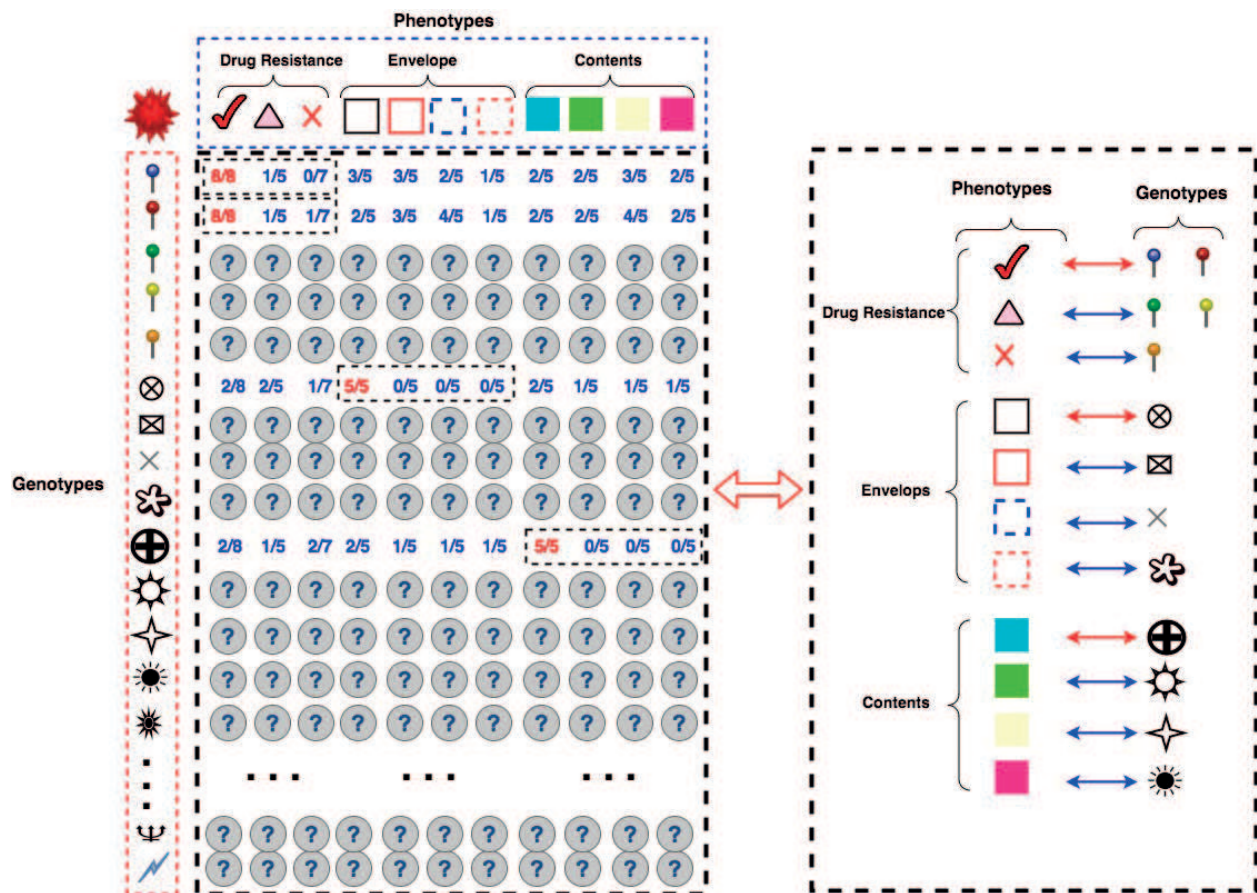 Phenotypes
Drug Resistance Envelope Contents
8/8 1/5 0/7 3/5 3/5 2/5 1/5 2/5 2/5 3/5 2/5
8/8 1/5 1/7 2/5 3/5 4/5 1/5 2/5 2/5 4/5 2/5
? ? ? ? ? ? ? ? ? ? ?
? ? ? ? ? ? ? ? ? ? ?
? ? ? ? ? ? ? ? ? ? ?
2/8 2/5 1/7 5/5 0/5 0/5 0/5 2/5 1/5 1/5 1/5
? ? ? ? ? ? ? ? ? ? ?
? ? ? ? ? ? ? ? ? ? ?
? ? ? ? ? ? ? ? ? ? ?
Genotypes
2/8 1/5 2/7 2/5 1/5 1/5 1/5 5/5 0/5 0/5 0/5
? ? ? ? ? ? ? ? ? ? ?
? ? ? ? ? ? ? ? ? ? ?
? ? ? ? ? ? ? ? ? ? ?
? ? ? ? ? ? ? ? ? ? ?
... ... ...
? ? ? ? ? ? ? ? ? ? ?
? ? ? ? ? ? ? ? ? ? ?
Phenotypes Genotypes
Drug Resistance
Envelops
Contents